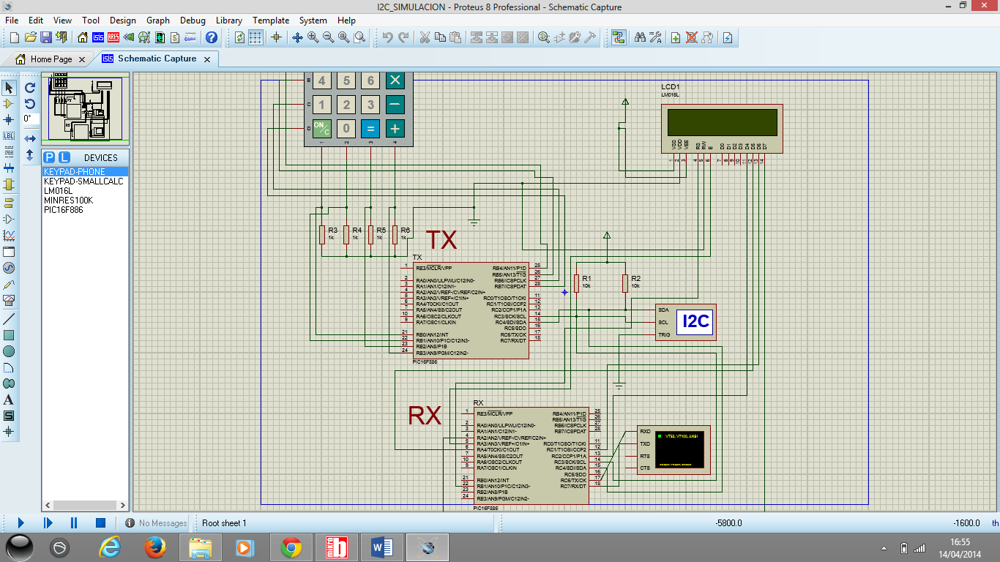 I2C_SIMULACION - Proteus 8 Professional - Schematic Capture
File Edit View Tool Design Graph Debug Library Template System Help
Home Page
Schematic Capture
0°
P L DEVICES
KEYPAD-PHONE
KEYPAD-SMALLCALC
LM016L
MINRES100K
PIC16F886
B 4 5 6 ×
C 1 2 3 −
D ON/C 0 = +
1 2 3 4
LCD1
LM016L
VSS VDD VEE RS RW E D0 D1 D2 D3 D4 D5 D6 D7
1 2 3 4 5 6 7 8 9 10 11 12 13 14
R3 1k
R4 1k
R5 1k
R6 1k
TX
TX
1 RE3/MCLR/VPP
2 RA0/AN0/ULPWU/C12IN0-
3 RA1/AN1/C12IN1-
4 RA2/AN2/VREF-/CVREF/C2IN+
5 RA3/AN3/VREF+/C1IN+
6 RA4/T0CKI/C1OUT
7 RA5/AN4/SS/C2OUT
10 RA6/OSC2/CLKOUT
9 RA7/OSC1/CLKIN
21 RB0/AN12/INT
22 RB1/AN10/P1C/C12IN3-
23 RB2/AN8/P1B
24 RB3/AN9/PGM/C12IN2-
RB4/AN11/P1D 25
RB5/AN13/T1G 26
RB6/ICSPCLK 27
RB7/ICSPDAT 28
RC0/T1OSO/T1CKI 11
RC1/T1OSI/CCP2 12
RC2/CCP1/P1A 13
RC3/SCK/SCL 14
RC4/SDI/SDA 15
RC5/SDO 16
RC6/TX/CK 17
RC7/RX/DT 18
PIC16F886
R1 10k
R2 10k
SDA
SCL
TRIG
I2C
RX
RX
1 RE3/MCLR/VPP
2 RA0/AN0/ULPWU/C12IN0-
3 RA1/AN1/C12IN1-
4 RA2/AN2/VREF-/CVREF/C2IN+
5 RA3/AN3/VREF+/C1IN+
6 RA4/T0CKI/C1OUT
7 RA5/AN4/SS/C2OUT
10 RA6/OSC2/CLKOUT
9 RA7/OSC1/CLKIN
21 RB0/AN12/INT
22 RB1/AN10/P1C/C12IN3-
23 RB2/AN8/P1B
24 RB3/AN9/PGM/C12IN2-
RB4/AN11/P1D 25
RB5/AN13/T1G 26
RB6/ICSPCLK 27
RB7/ICSPDAT 28
RC0/T1OSO/T1CKI 11
RC1/T1OSI/CCP2 12
RC2/CCP1/P1A 13
RC3/SCK/SCL 14
RC4/SDI/SDA 15
RC5/SDO 16
RC6/TX/CK 17
RC7/RX/DT 18
PIC16F886
RXD
TXD
RTS
CTS
VT52, VT100, ANSI
No Messages Root sheet 1 -5800.0 -1600.0 th
16:55
14/04/2014